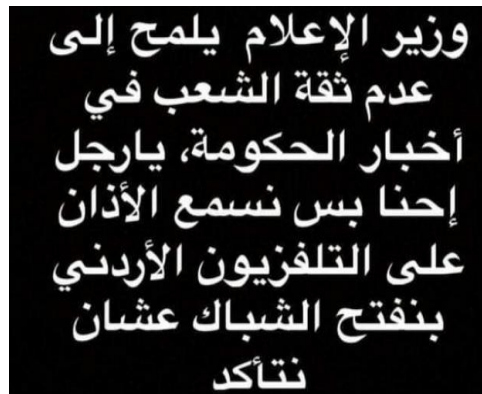 وزير الإعلام يلمح إلى
عدم ثقة الشعب في
أخبار الحكومة، يارجل
إحنا بس نسمع الأذان
على التلفزيون الأردني
بنفتح الشباك عشان
نتأكد